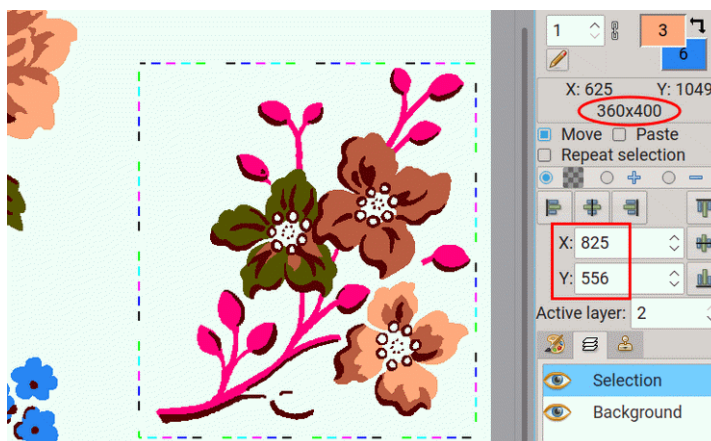 1
3
6
X: 625 Y: 1049
360x400
Move Paste
Repeat selection
X: 825
Y: 556
Active layer: 2
Selection
Background